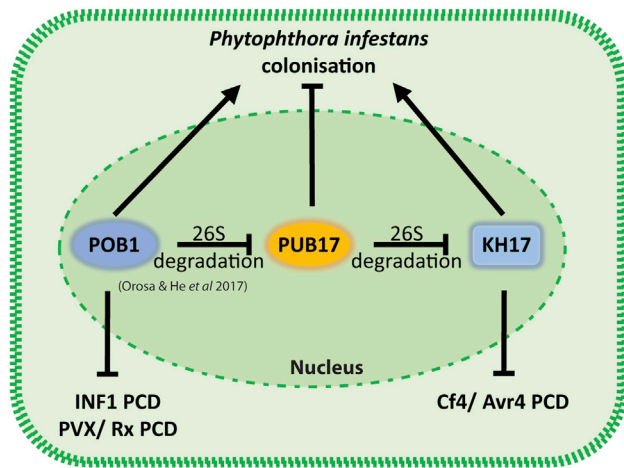 Phytophthora infestans
colonisation
POB1
26S
degradation
PUB17
26S
degradation
KH17
(Orosa & He et al 2017)
Nucleus
INF1 PCD
PVX/ Rx PCD
Cf4/ Avr4 PCD